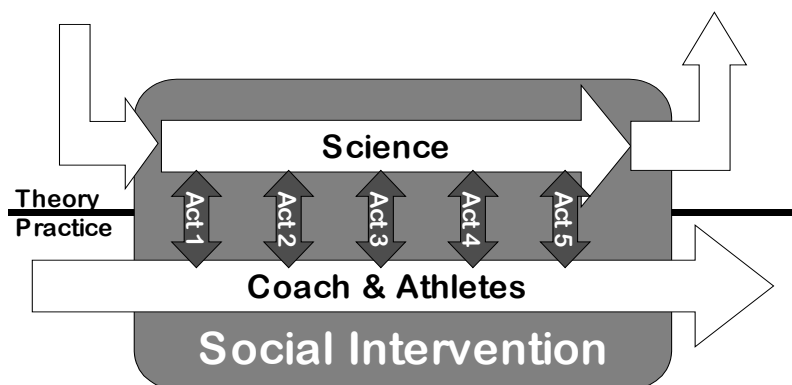 Science
Theory
Practice
Act 1
Act 2
Act 3
Act 4
Act 5
Coach & Athletes
Social Intervention